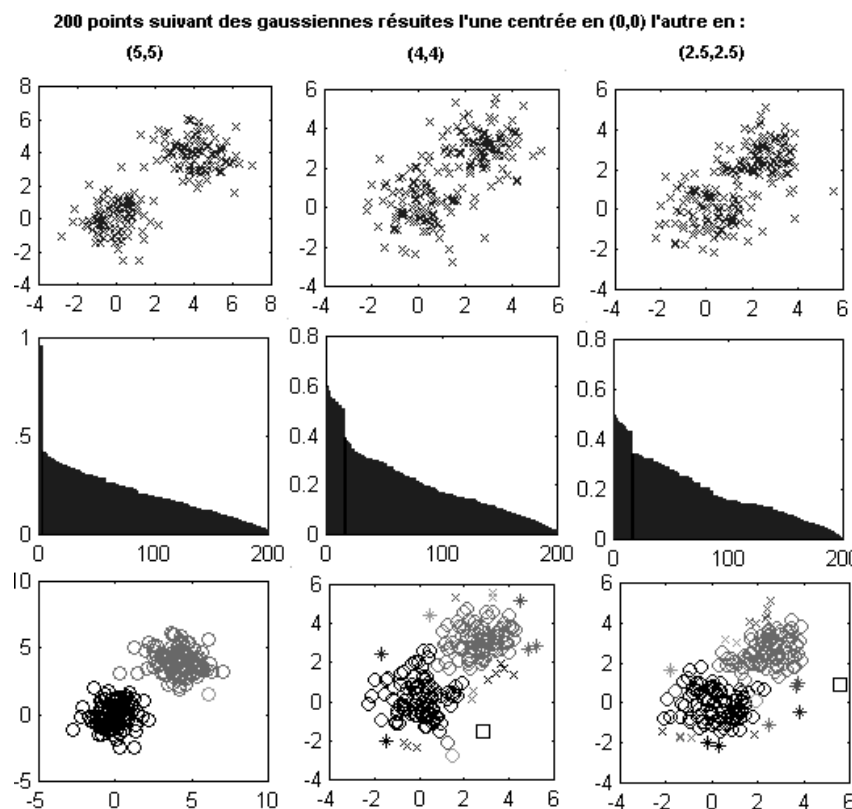 200 points suivant des gaussiennes résuites l'une centrée en (0,0) l'autre en :
(5,5) (4,4) (2.5,2.5)
8 6 6
6 4 4
4 2 2
2 0 0
0 -2 -2
-2 -4 -4
-4
-4 -2 0 2 4 6 8 -4 -2 0 2 4 6 -4 -2 0 2 4 6
1 0.8 0.8
0.6 0.6
.5 0.4 0.4
0.2 0.2
0 0 0
0 100 200 0 100 200 0 100 200
10 6 6
5 4 4
2 2
0 0 0
-2 -2
-5 -4 -4
-5 0 5 10 -4 -2 0 2 4 6 -4 -2 0 2 4 6